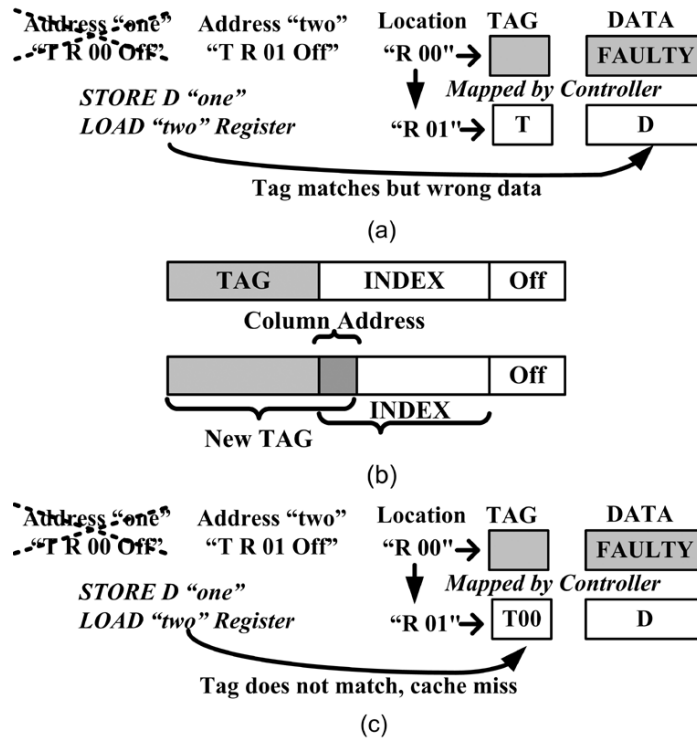 Address “one” Address “two” Location TAG DATA
“T R 00 Off” “T R 01 Off” “R 00" FAULTY
STORE D “one” Mapped by Controller
LOAD “two” Register “R 01" T D
Tag matches but wrong data
(a)
TAG INDEX Off
Column Address
Off
INDEX
New TAG
(b)
Address “one” Address “two” Location TAG DATA
“T R 00 Off” “T R 01 Off” “R 00" FAULTY
STORE D “one” Mapped by Controller
LOAD “two” Register “R 01" T00 D
Tag does not match, cache miss
(c)